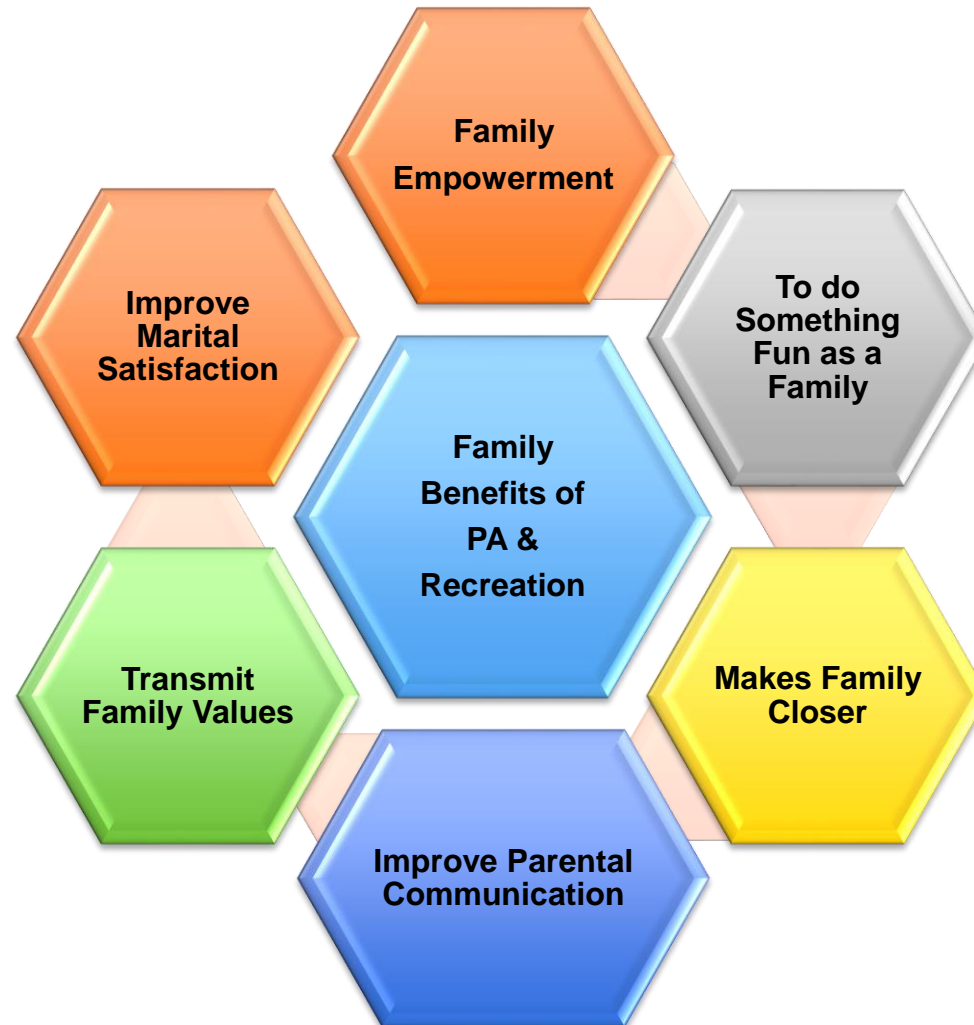 Family
Empowerment
To do
Something
Fun as a
Family
Makes Family
Closer
Improve Parental
Communication
Transmit
Family Values
Improve
Marital
Satisfaction
Family
Benefits of
PA &
Recreation